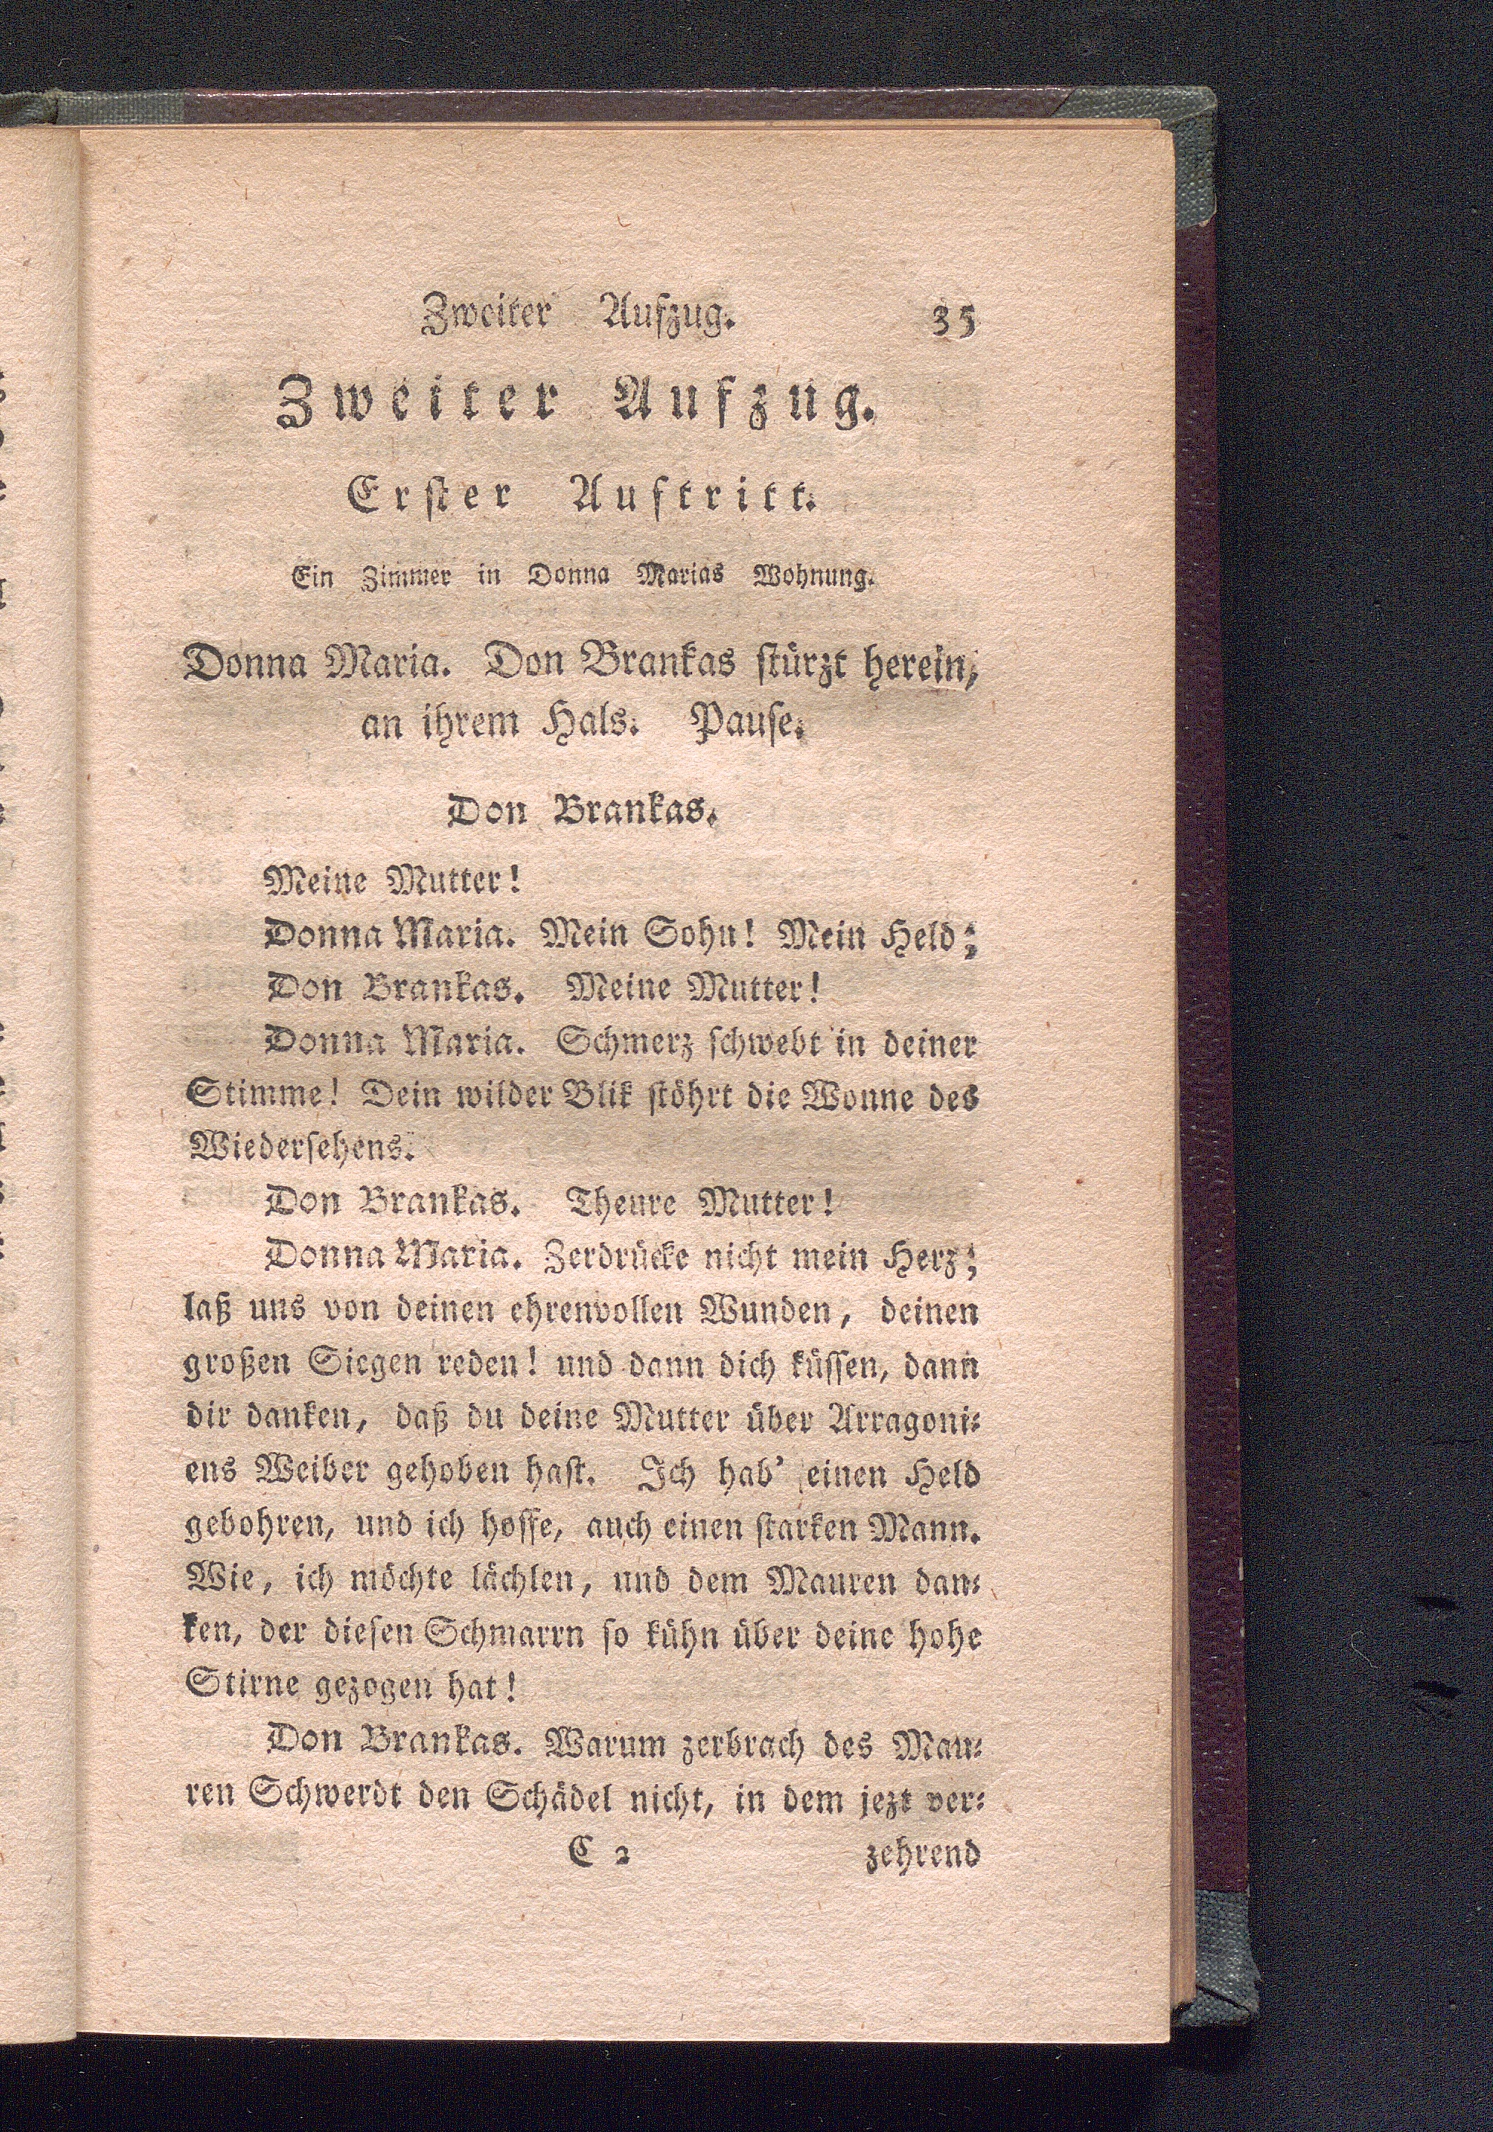 Zweiter Aufzug. 35
Zweiter Aufzug.
Erſter Auftritt.
Ein Zimmer in Donna Marias Wohnung.
Donna Maria. Don Brankas ſtürzt herein,
an ihrem Hals. Pauſe.
Don Brankas.
Meine Mutter!
Donna Maria. Mein Sohn! Mein Held;
Don Brankas. Meine Mutter!
Donna Maria. Schmerz ſchwebt in deiner
Stimme! Dein wilder Blik ſtöhrt die Wonne des
Wiederſehens.
Don Brankas. Theure Mutter!
Donna Maria. Zerdrücke nicht mein Herz;
laß uns von deinen ehrenvollen Wunden, deinen
großen Siegen reden! und dann dich küſſen, dann
dir danken, daß du deine Mutter über Arragoni⸗
ens Weiber gehoben haſt. Ich hab' einen Held
gebohren, und ich hoffe, auch einen ſtarken Mann.
Wie, ich möchte lächlen, und dem Mauren dan⸗
ken, der dieſen Schmarrn ſo kühn über deine hohe
Stirne gezogen hat!
Don Brankas. Warum zerbrach des Mau⸗
ren Schwerdt den Schädel nicht, in dem jezt ver⸗
C 2 zehrend